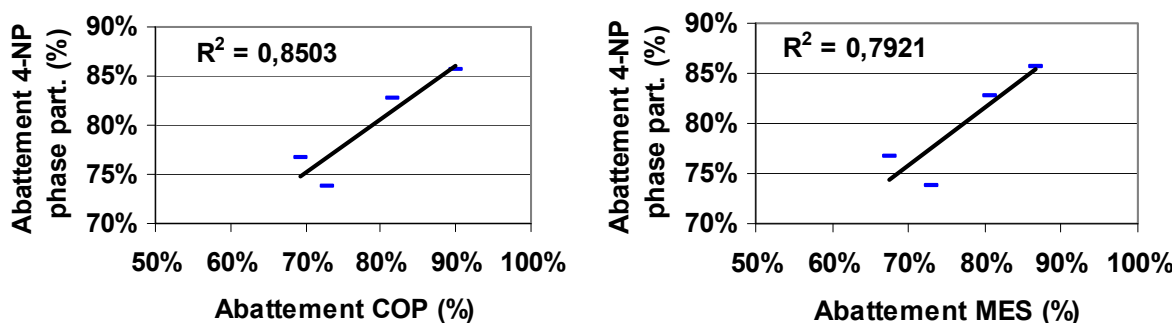 Abattement 4-NP
phase part. (%)
90%
85%
80%
75%
70%
R² = 0,8503
50% 60% 70% 80% 90% 100%
Abattement COP (%)
Abattement 4-NP
phase part. (%)
90%
85%
80%
75%
70%
R² = 0,7921
50% 60% 70% 80% 90% 100%
Abattement MES (%)